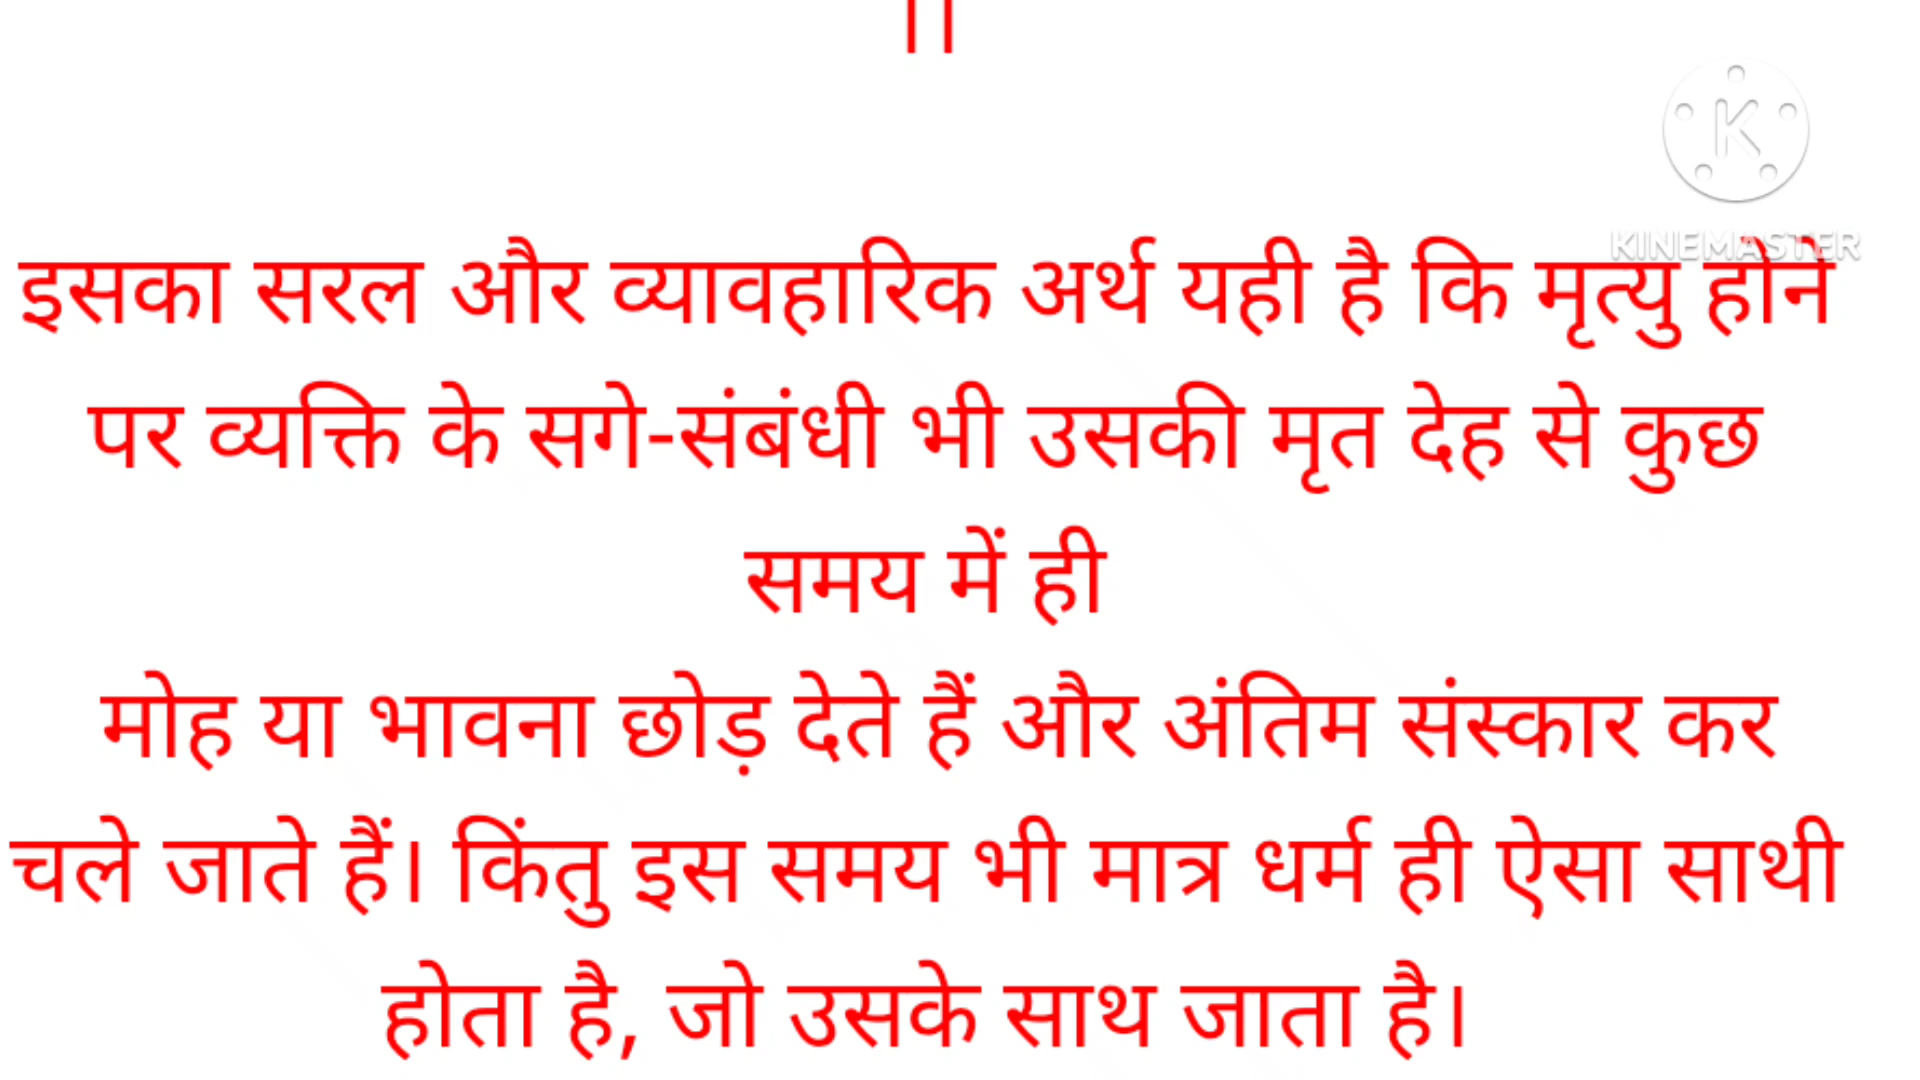 ।।
KINEMASTER
इसका सरल और व्यावहारिक अर्थ यही है कि मृत्यु होने
पर व्यक्ति के सगे-संबंधी भी उसकी मृत देह से कुछ
समय में ही
मोह या भावना छोड़ देते हैं और अंतिम संस्कार कर
चले जाते हैं। किंतु इस समय भी मात्र धर्म ही ऐसा साथी
होता है, जो उसके साथ जाता है।